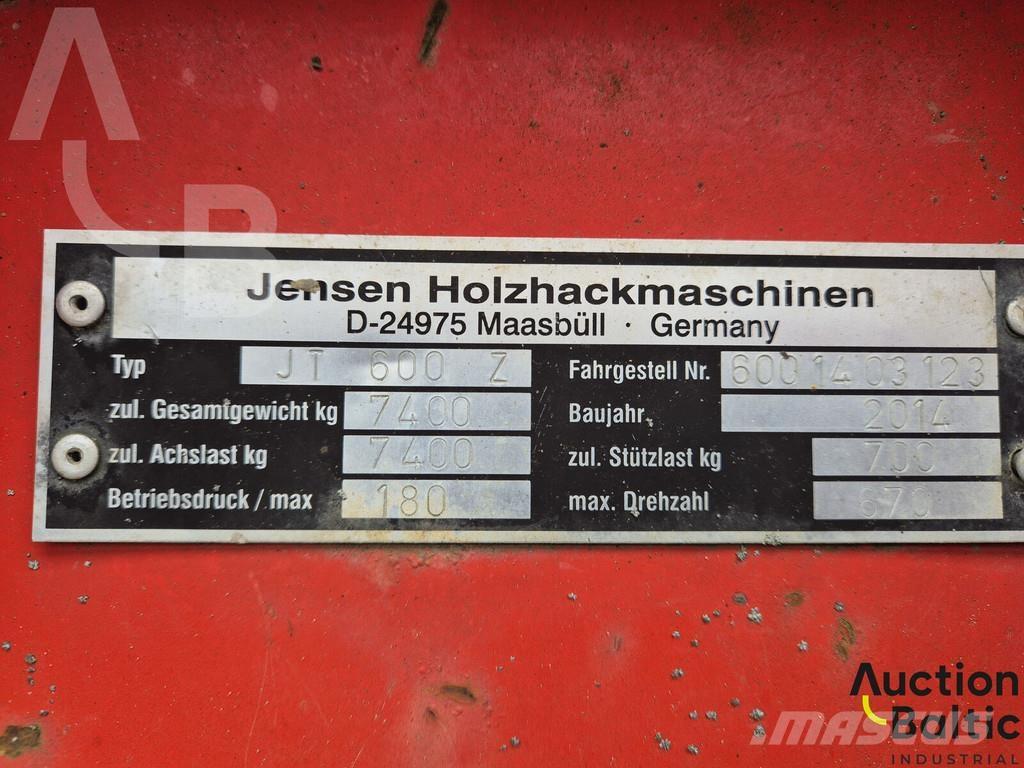 AB
Jensen Holzhackmaschinen
D-24975 Maasbüll · Germany
Typ JT 600 Z Fahrgestell Nr. 600 14 03 123
zul. Gesamtgewicht kg 7400 Baujahr 2014
zul. Achslast kg 7400 zul. Stützlast kg 700
Betriebsdruck / max 180 max. Drehzahl 670
Auction
Baltic
MASCUS
INDUSTRIAL